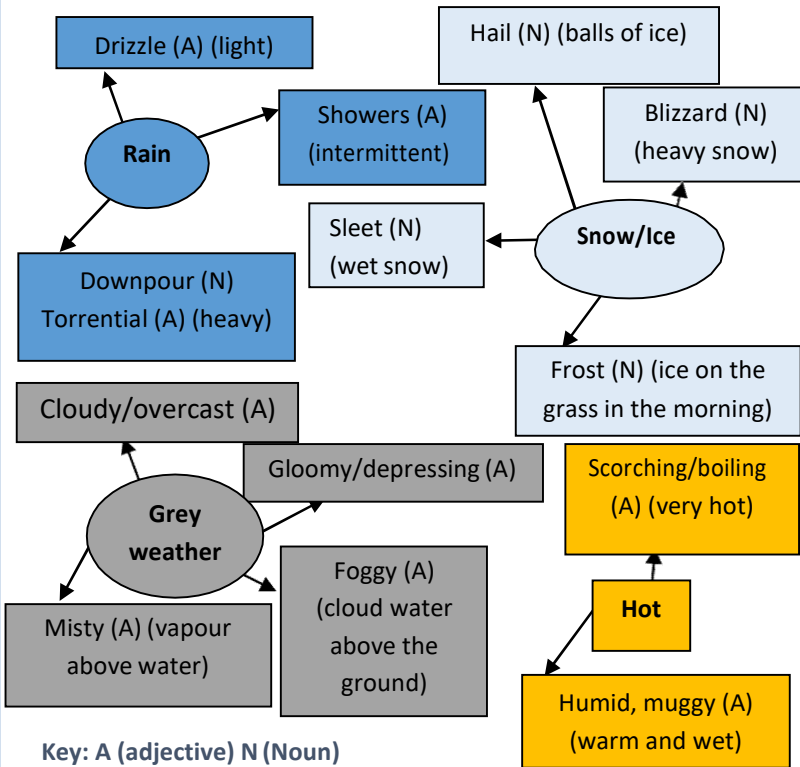 Drizzle (A) (light)
Rain
Showers (A)
(intermittent)
Downpour (N)
Torrential (A) (heavy)
Hail (N) (balls of ice)
Blizzard (N)
(heavy snow)
Sleet (N)
(wet snow)
Snow/Ice
Frost (N) (ice on the
grass in the morning)
Cloudy/overcast (A)
Gloomy/depressing (A)
Grey
weather
Misty (A) (vapour
above water)
Foggy (A)
(cloud water
above the
ground)
Scorching/boiling
(A) (very hot)
Hot
Humid, muggy (A)
(warm and wet)
Key: A (adjective) N (Noun)